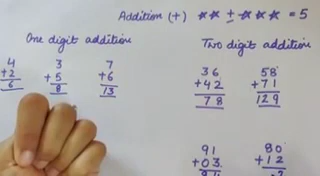 Addition (+) ** + *** = 5
One digit addition
Two digit addition
4 3 7
+2 +5 +6
6 8 13
36 58
+42 +71
78 129
91 80
+03 +12